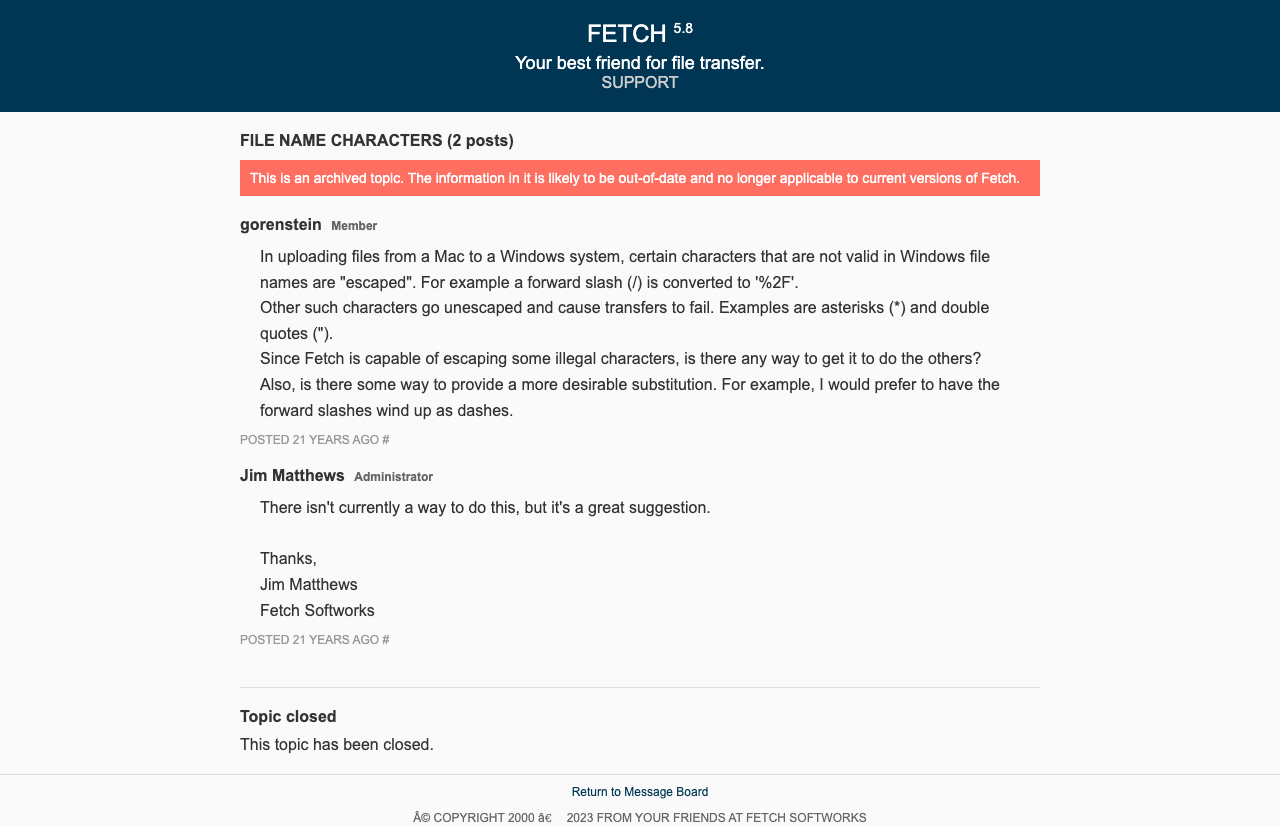 FETCH 5.8
Your best friend for file transfer.
SUPPORT
FILE NAME CHARACTERS (2 posts)
This is an archived topic. The information in it is likely to be out-of-date and no longer applicable to current versions of Fetch.
gorenstein Member
In uploading files from a Mac to a Windows system, certain characters that are not valid in Windows file
names are "escaped". For example a forward slash (/) is converted to '%2F'.
Other such characters go unescaped and cause transfers to fail. Examples are asterisks (*) and double
quotes (").
Since Fetch is capable of escaping some illegal characters, is there any way to get it to do the others?
Also, is there some way to provide a more desirable substitution. For example, I would prefer to have the
forward slashes wind up as dashes.
POSTED 21 YEARS AGO #
Jim Matthews Administrator
There isn't currently a way to do this, but it's a great suggestion.
Thanks,
Jim Matthews
Fetch Softworks
POSTED 21 YEARS AGO #
Topic closed
This topic has been closed.
Return to Message Board
Â© COPYRIGHT 2000 â€ 2023 FROM YOUR FRIENDS AT FETCH SOFTWORKS